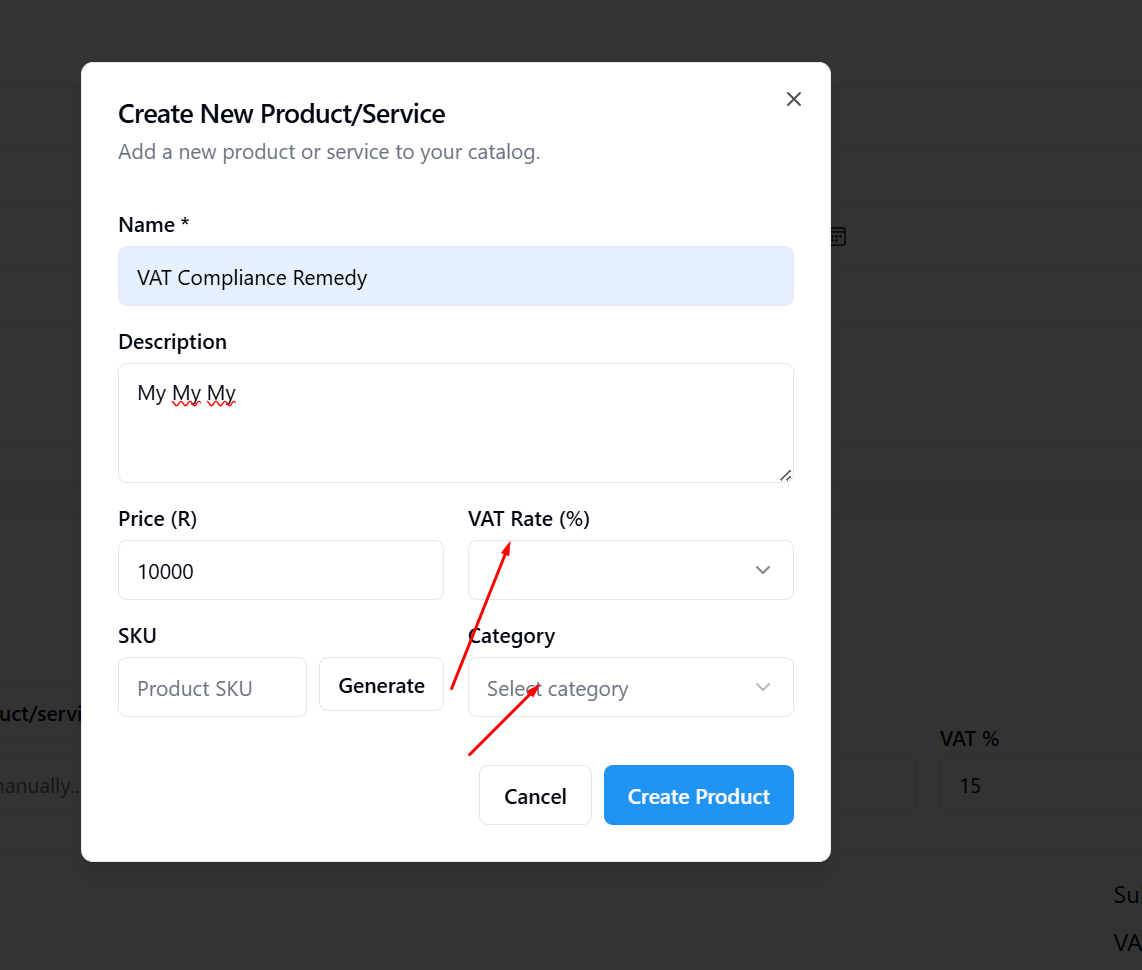 Create New Product/Service
Add a new product or service to your catalog.
Name *
VAT Compliance Remedy
Description
My My My
Price (R)
VAT Rate (%)
10000
SKU
Category
Product SKU
Generate
Select category
uct/servi
VAT %
manually..
15
Cancel
Create Product
Su
VA